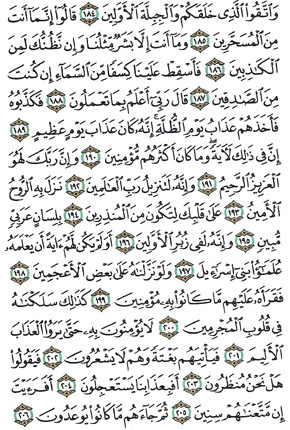 وَاتَّقُوا الَّذِى خَلَقَكُمْ وَالْجِبِلَّةَ الْأَوَّلِينَ ١٨٤ قَالُوا إِنَّمَا أَنتَ
مِنَ الْمُسَحَّرِينَ ١٨٥ وَمَا أَنتَ إِلَّا بَشَرٌ مِّثْلُنَا وَإِن نَّظُنُّكَ لَمِنَ
الْكَاذِبِينَ ١٨٦ فَأَسْقِطْ عَلَيْنَا كِسَفًا مِّنَ السَّمَاءِ إِن كُنتَ
مِنَ الصَّادِقِينَ ١٨٧ قَالَ رَبِّى أَعْلَمُ بِمَا تَعْمَلُونَ ١٨٨ فَكَذَّبُوهُ
فَأَخَذَهُمْ عَذَابُ يَوْمِ الظُّلَّةِ إِنَّهُ كَانَ عَذَابَ يَوْمٍ عَظِيمٍ ١٨٩
إِنَّ فِى ذَلِكَ لَآيَةً وَمَا كَانَ أَكْثَرُهُم مُّؤْمِنِينَ ١٩٠ وَإِنَّ رَبَّكَ لَهُوَ
الْعَزِيزُ الرَّحِيمُ ١٩١ وَإِنَّهُ لَتَنزِيلُ رَبِّ الْعَالَمِينَ ١٩٢ نَزَلَ بِهِ الرُّوحُ
الْأَمِينُ ١٩٣ عَلَى قَلْبِكَ لِتَكُونَ مِنَ الْمُنذِرِينَ ١٩٤ بِلِسَانٍ عَرَبِىٍّ
مُّبِينٍ ١٩٥ وَإِنَّهُ لَفِى زُبُرِ الْأَوَّلِينَ ١٩٦ أَوَلَمْ يَكُن لَّهُمْ ءَايَةً أَن يَعْلَمَهُ
عُلَمَٰؤُا بَنِى إِسْرَٰءِيلَ ١٩٧ وَلَوْ نَزَّلْنَاهُ عَلَى بَعْضِ الْأَعْجَمِينَ ١٩٨
فَقَرَأَهُ عَلَيْهِم مَّا كَانُوا بِهِ مُؤْمِنِينَ ١٩٩ كَذَلِكَ سَلَكْنَاهُ
فِى قُلُوبِ الْمُجْرِمِينَ ٢٠٠ لَا يُؤْمِنُونَ بِهِ حَتَّى يَرَوُا الْعَذَابَ
الْأَلِيمَ ٢٠١ فَيَأْتِيَهُم بَغْتَةً وَهُمْ لَا يَشْعُرُونَ ٢٠٢ فَيَقُولُوا
هَلْ نَحْنُ مُنظَرُونَ ٢٠٣ أَفَبِعَذَابِنَا يَسْتَعْجِلُونَ ٢٠٤ أَفَرَءَيْتَ
إِن مَّتَّعْنَاهُمْ سِنِينَ ٢٠٥ ثُمَّ جَاءَهُم مَّا كَانُوا يُوعَدُونَ ٢٠٦